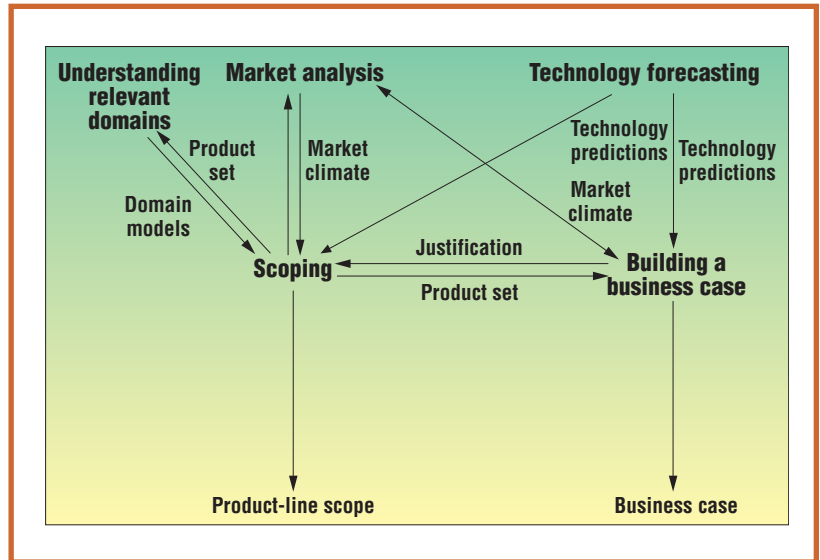 Understanding
relevant
domains
Market analysis
Technology forecasting
Product
set
Market
climate
Technology
predictions
Technology
predictions
Domain
models
Market
climate
Scoping
Justification
Product set
Building a
business case
Product-line scope
Business case